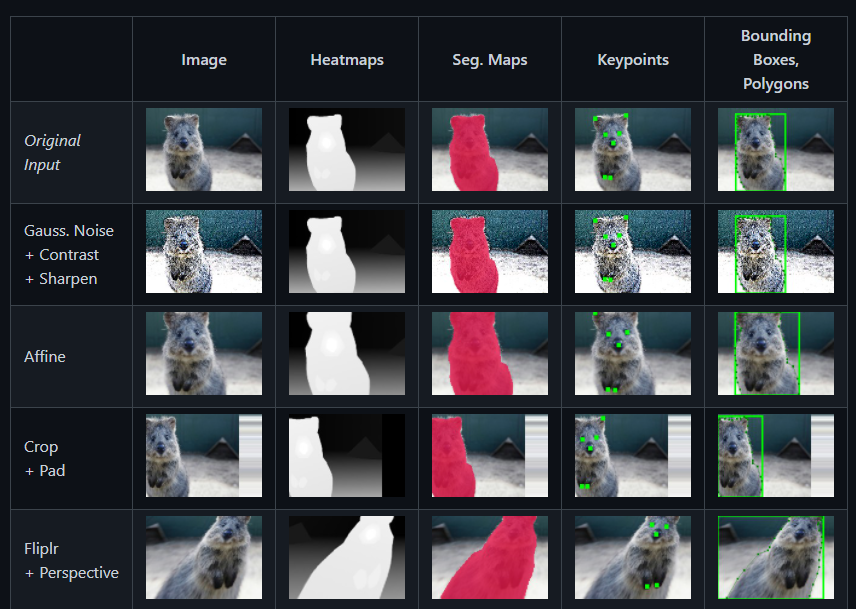 Image
Heatmaps
Seg. Maps
Keypoints
Bounding
Boxes,
Polygons
Original
Input
Gauss. Noise
+ Contrast
+ Sharpen
Affine
Crop
+ Pad
Fliplr
+ Perspective